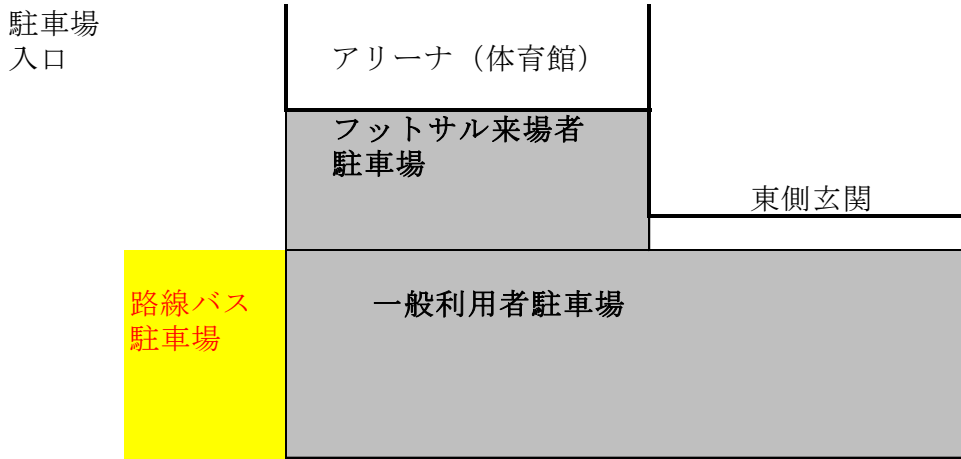 駐車場
入口
アリーナ（体育館）
フットサル来場者
駐車場
東側玄関
路線バス
駐車場
一般利用者駐車場